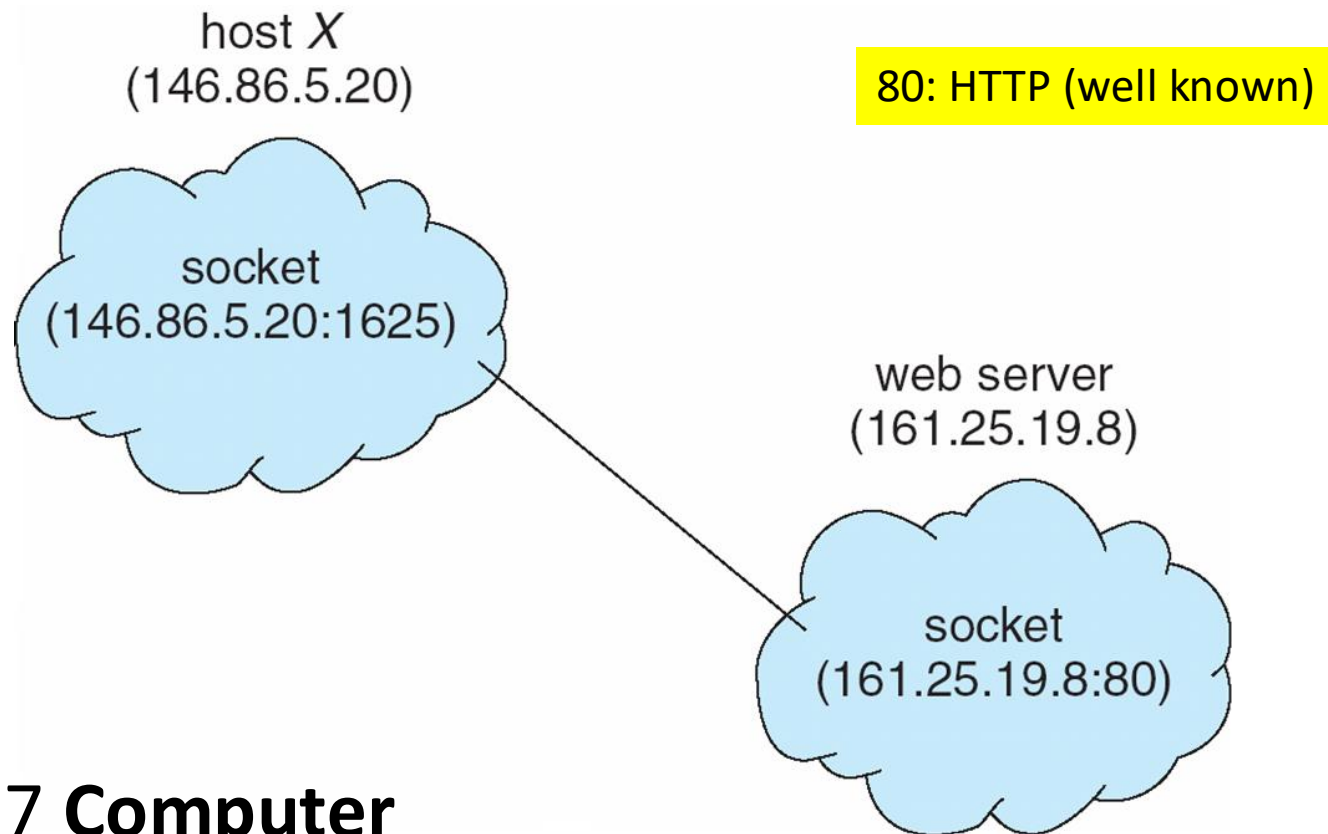 host X
(146.86.5.20)
80: HTTP (well known)
socket
(146.86.5.20:1625)
web server
(161.25.19.8)
socket
(161.25.19.8:80)
7 Computer